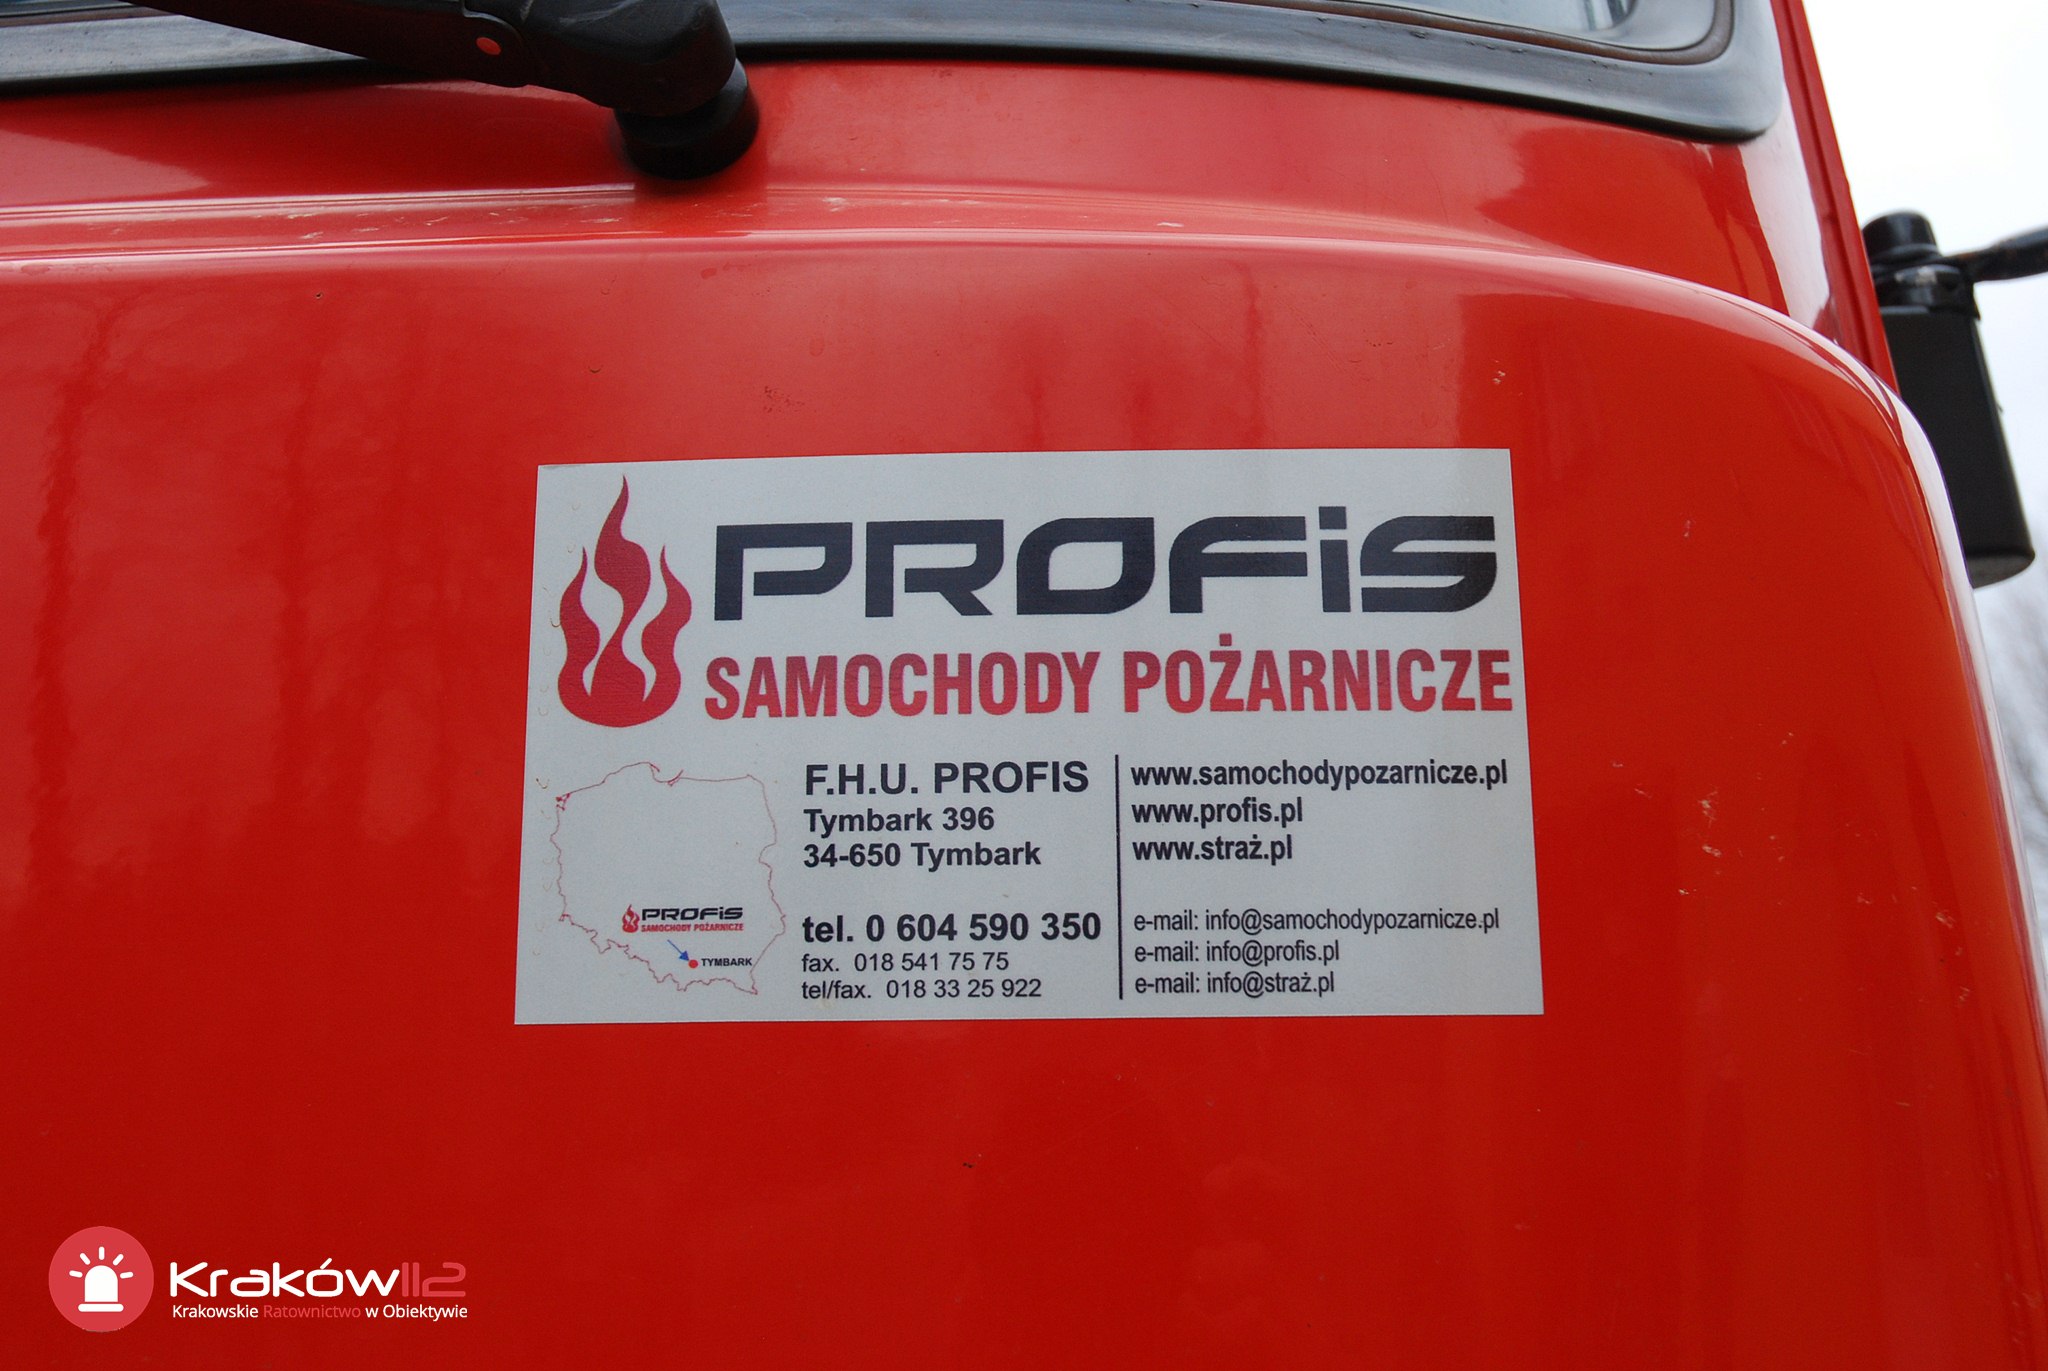 PROFiS
SAMOCHODY POŻARNICZE
F.H.U. PROFIS
Tymbark 396
34-650 Tymbark
tel. 0 604 590 350
fax. 018 541 75 75
tel/fax. 018 33 25 922
www.samochodypozarnicze.pl
www.profis.pl
www.straż.pl
e-mail: info@samochodypozarnicze.pl
e-mail: info@profis.pl
e-mail: info@straż.pl
PROFiS
SAMOCHODY POŻARNICZE
TYMBARK
Kraków112
Krakowskie Ratownictwo w Obiektywie